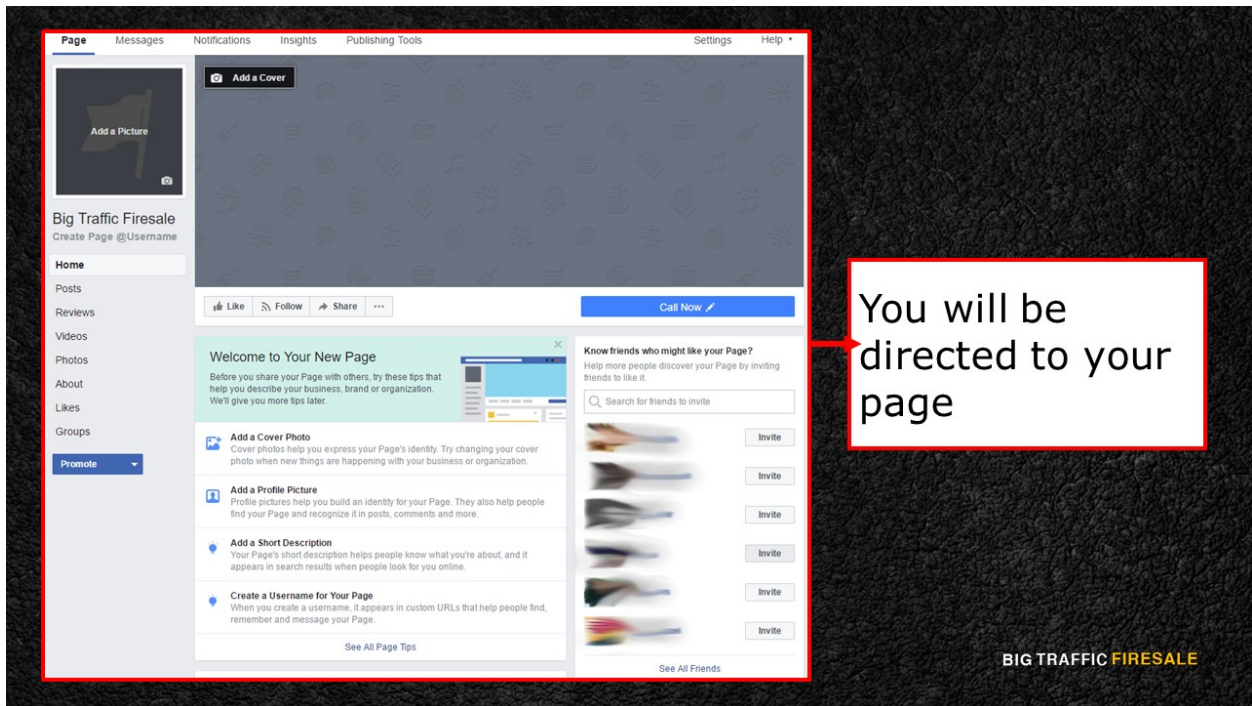 Page Messages Notifications Insights Publishing Tools Settings Help
Add a Cover
Add a Picture
Big Traffic Firesale
Create Page @Username
Home
Posts
Reviews
Videos
Photos
About
Likes
Groups
Promote
Like Follow Share ...
Call Now
Welcome to Your New Page
Before you share your Page with others, try these tips that
help you describe your business, brand or organization.
We'll give you more tips later.
Add a Cover Photo
Cover photos help you express your Page's identity. Try changing your cover
photo when new things are happening with your business or organization.
Add a Profile Picture
Profile pictures help you build an identity for your Page. They also help people
find your Page and recognize it in posts, comments and more.
Add a Short Description
Your Page's short description helps people know what you're about, and it
appears in search results when people look for you online.
Create a Username for Your Page
When you create a username, it appears in custom URLs that help people find,
remember and message your Page.
See All Page Tips
Know friends who might like your Page?
Help more people discover your Page by inviting
friends to like it.
Search for friends to invite
Invite
Invite
Invite
Invite
Invite
Invite
See All Friends
You will be
directed to your
page
BIG TRAFFIC FIRESALE